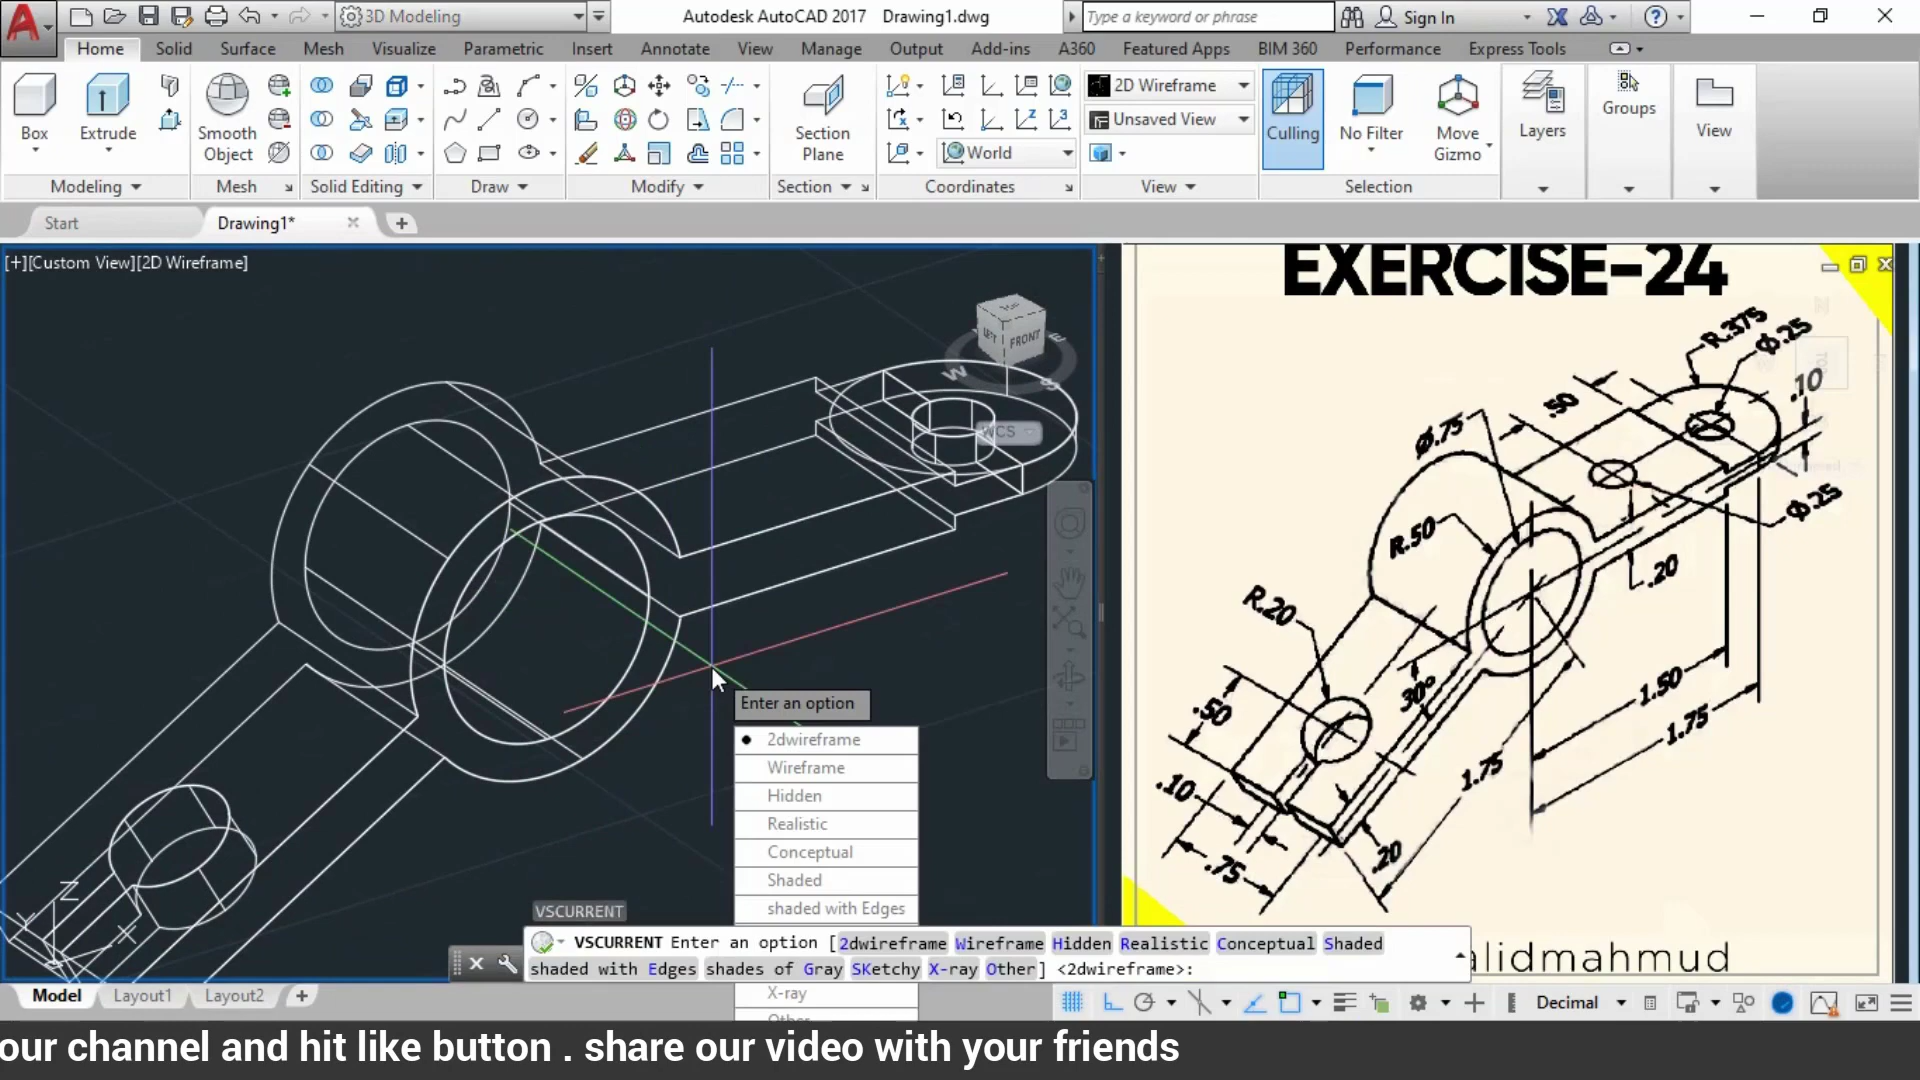 3D Modeling
Autodesk AutoCAD 2017 Drawing1.dwg
Type a keyword or phrase
Sign In
Home Solid Surface Mesh Visualize Parametric Insert Annotate View Manage Output Add-ins A360 Featured Apps BIM 360 Performance Express Tools
Box
Extrude
Smooth
Object
Section
Plane
2D Wireframe
Unsaved View
World
Culling
No Filter
Move
Gizmo
Layers
Groups
View
Modeling
Mesh
Solid Editing
Draw
Modify
Section
Coordinates
View
Selection
Start
Drawing1*
[+][Custom View][2D Wireframe]
LEFT
FRONT
W
S
E
WCS
Z
Y
X
EXERCISE-24
R.375
Φ.25
.10
.50
Ø.75
Φ.25
R.50
.20
R.20
30°
.50
1.50
1.75
1.75
.10
.20
.75
TOP
Enter an option
2dwireframe
Wireframe
Hidden
Realistic
Conceptual
Shaded
shaded with Edges
X-ray
Other
VSCURRENT
VSCURRENT Enter an option [2dwireframe Wireframe Hidden Realistic Conceptual Shaded
shaded with Edges shades of Gray SKetchy X-ray Other] <2dwireframe>:
alidmahmud
Model Layout1 Layout2
Decimal
our channel and hit like button . share our video with your friends